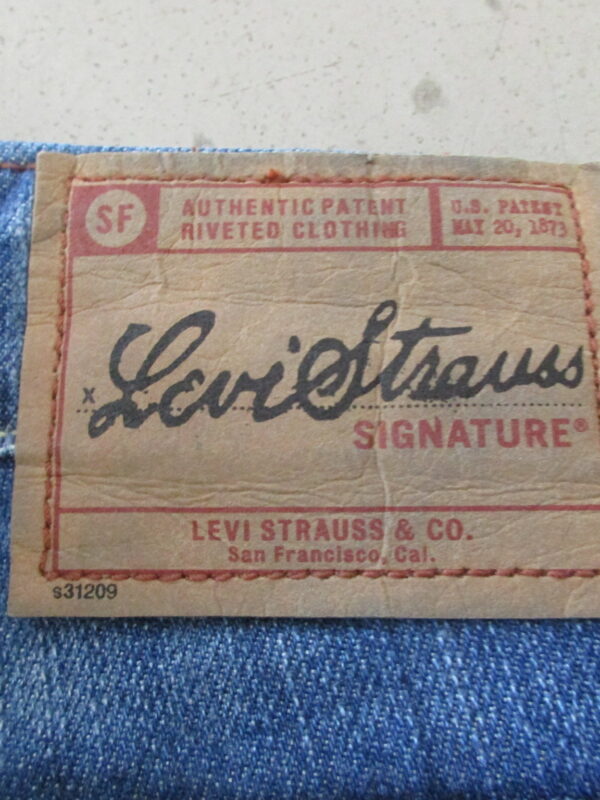 SF
AUTHENTIC PATENT
RIVETED CLOTHING
U.S. PATENT
MAY 20, 1873
x Levi Strauss
SIGNATURE®
LEVI STRAUSS & CO.
San Francisco, Cal.
s31209